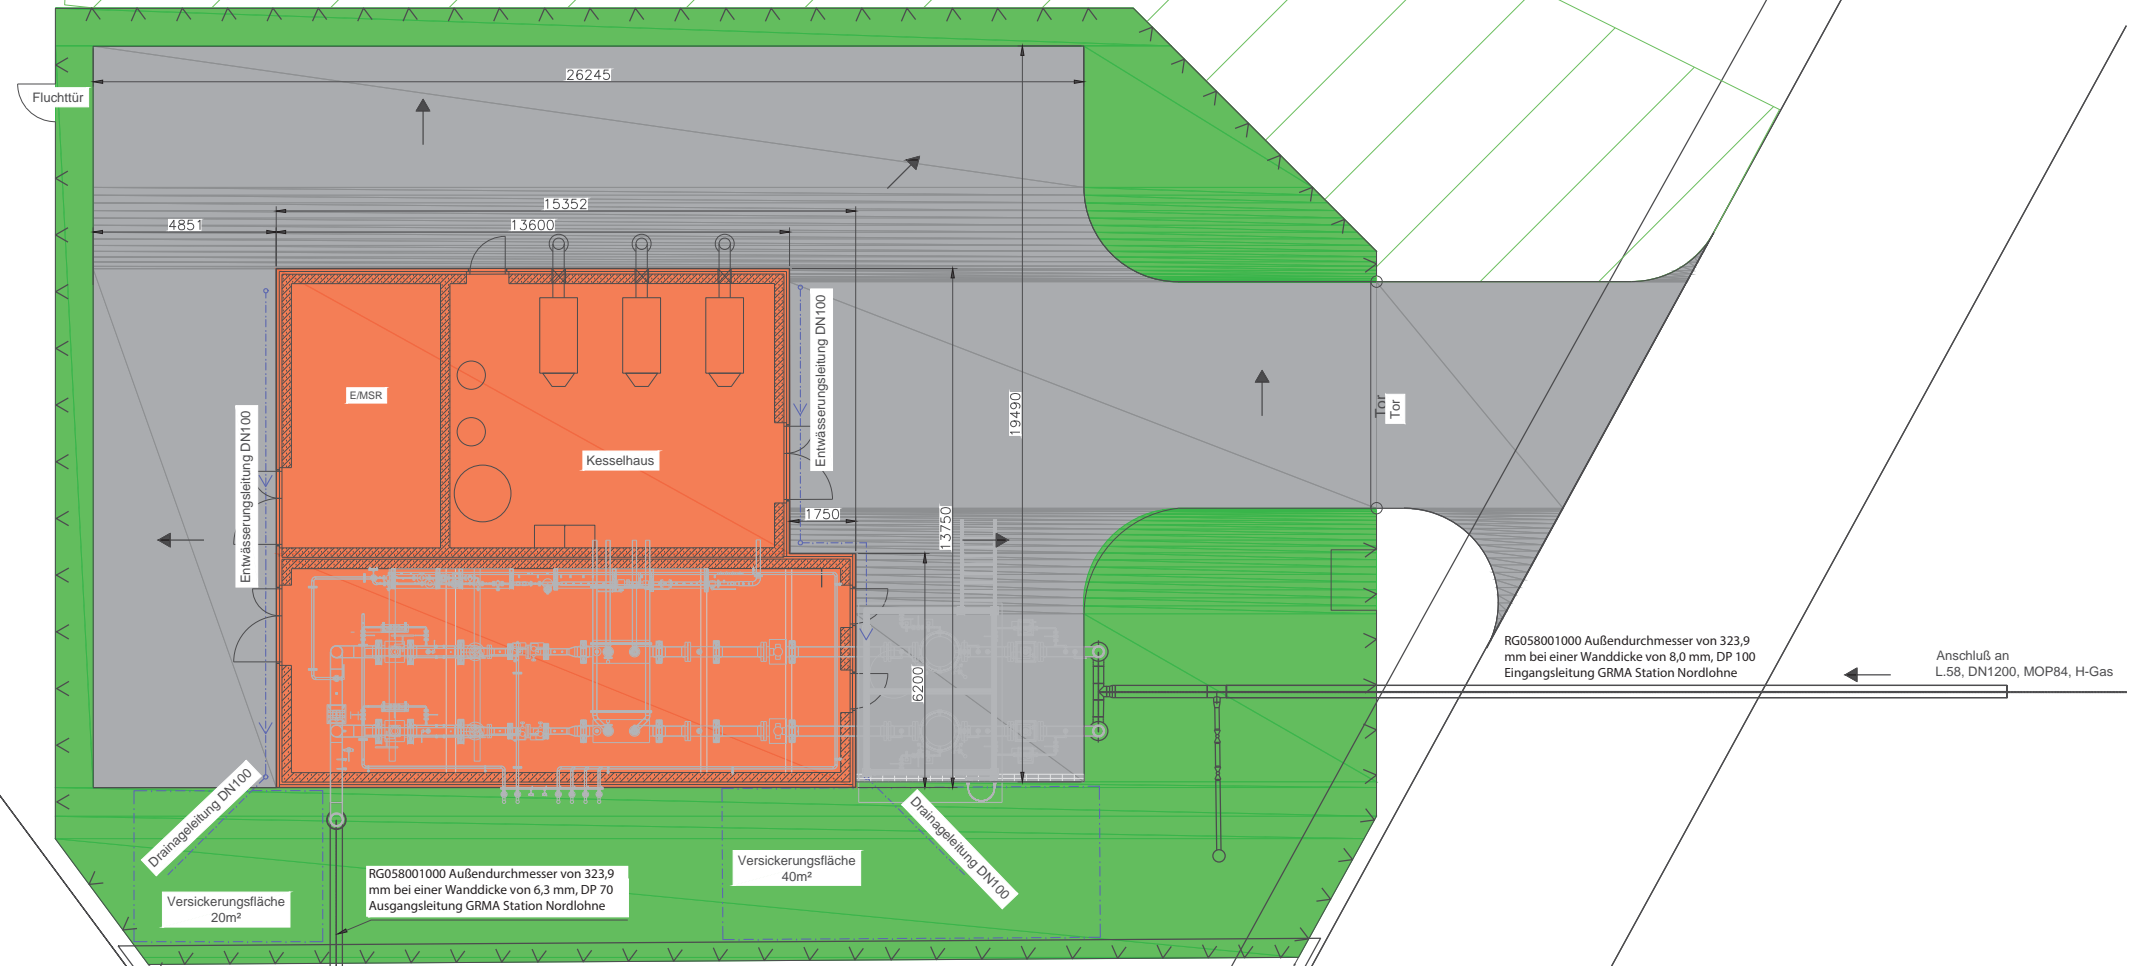 26245
Fluchttür
15352
4851
13600
Entwässerungsleitung DN100
E/MSR
19490
Tor
Tor
Entwässerungsleitung DN100
Kesselhaus
1750
13750
6200
RG058001000 Außendurchmesser von 323,9
mm bei einer Wanddicke von 8,0 mm, DP 100
Eingangsleitung GRMA Station Nordlohne
Anschluß an
L.58, DN1200, MOP84, H-Gas
Drainageleitung DN100
Drainageleitung DN100
Versickerungsfläche
40m²
RG058001000 Außendurchmesser von 323,9
mm bei einer Wanddicke von 6,3 mm, DP 70
Ausgangsleitung GRMA Station Nordlohne
Versickerungsfläche
20m²